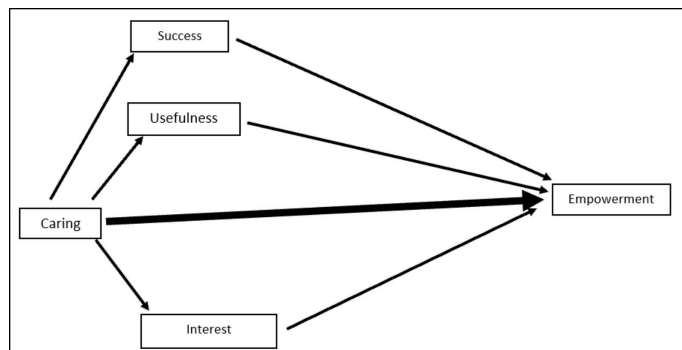 Success
Usefulness
Empowerment
Caring
Interest